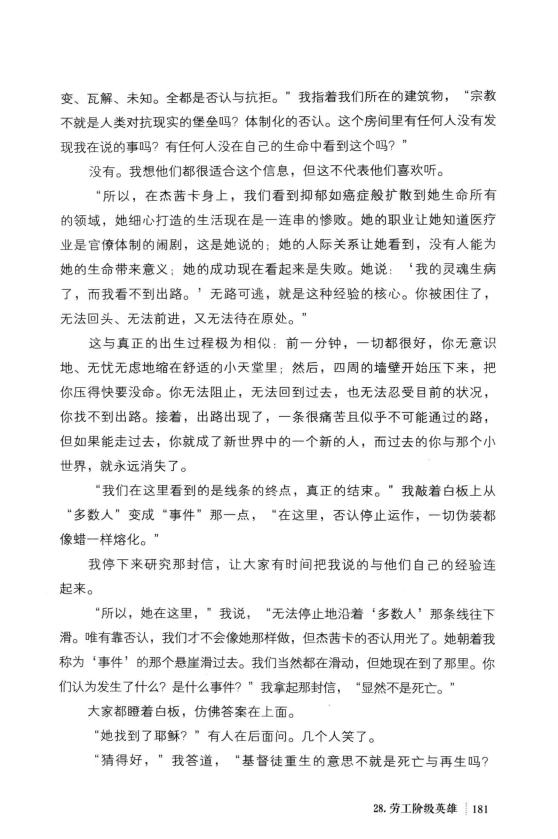 变、瓦解、未知。全都是否认与抗拒。”我指着我们所在的建筑物，“宗教
不就是人类对抗现实的堡垒吗？体制化的否认。这个房间里有任何人没有发
现我在说的事吗？有任何人没在自己的生命中看到这个吗？”
没有。我想他们都很适合这个信息，但这不代表他们喜欢听。
“所以，在杰茜卡身上，我们看到抑郁如癌症般扩散到她生命所有
的领域，她细心打造的生活现在是一连串的惨败。她的职业让她知道医疗
业是官僚体制的闹剧，这是她说的；她的人际关系让她看到，没有人能为
她的生命带来意义；她的成功现在看起来是失败。她说：‘我的灵魂生病
了，而我看不到出路。’无路可逃，就是这种经验的核心。你被困住了，
无法回头、无法前进，又无法待在原处。”
这与真正的出生过程极为相似：前一分钟，一切都很好，你无意识
地、无忧无虑地缩在舒适的小天堂里；然后，四周的墙壁开始压下来，把
你压得快要没命。你无法阻止，无法回到过去，也无法忍受目前的状况，
你找不到出路。接着，出路出现了，一条很痛苦且似乎不可能通过的路，
但如果能走过去，你就成了新世界中的一个新的人，而过去的你与那个小
世界，就永远消失了。
“我们在这里看到的是线条的终点，真正的结束。”我敲着白板上从
“多数人”变成“事件”那一点，“在这里，否认停止运作，一切伪装都
像蜡一样熔化。”
我停下来研究那封信，让大家有时间把我说的与他们自己的经验连
起来。
“所以，她在这里，”我说，“无法停止地沿着‘多数人’那条线往下
滑。唯有靠否认，我们才不会像她那样做，但杰茜卡的否认用光了。她朝着我
称为‘事件’的那个悬崖滑过去。我们当然都在滑动，但她现在到了那里。你
们认为发生了什么？是什么事件？”我拿起那封信，“显然不是死亡。”
大家都瞪着白板，仿佛答案在上面。
“她找到了耶稣？”有人在后面问。几个人笑了。
“猜得好，”我答道，“基督徒重生的意思不就是死亡与再生吗？
28. 劳工阶级英雄 181